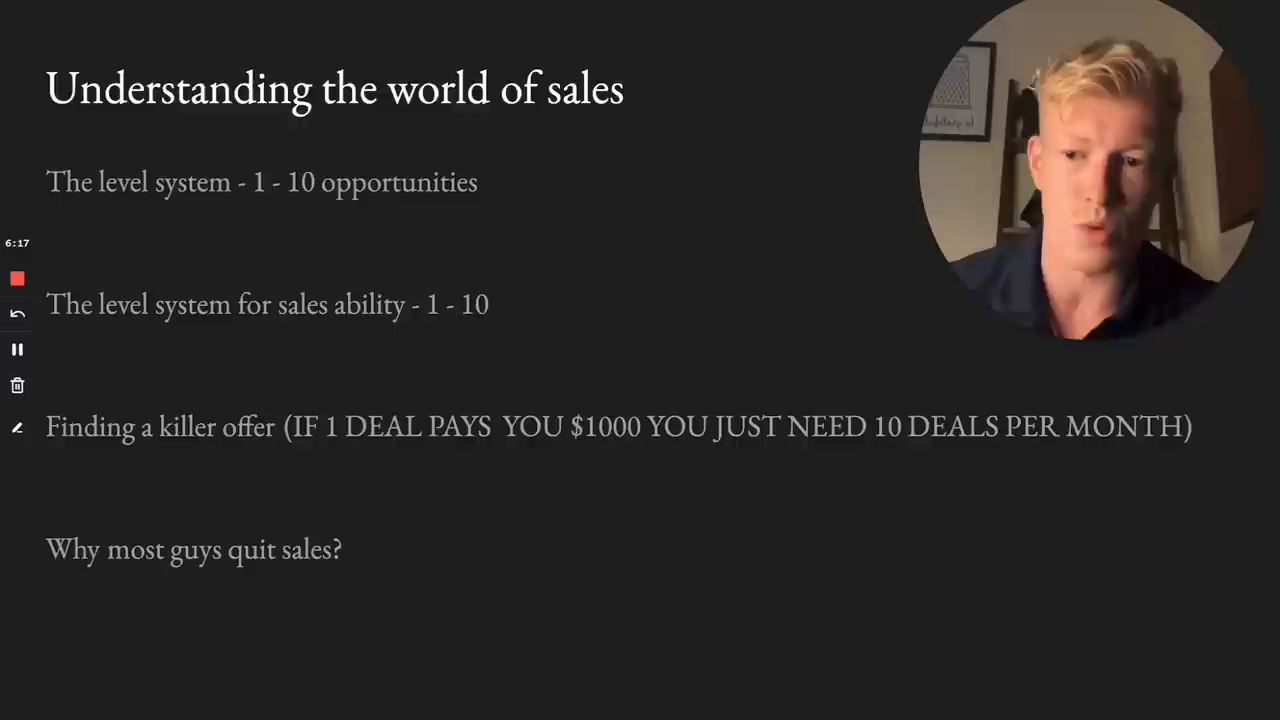 Understanding the world of sales
The level system - 1 - 10 opportunities
6:17
The level system for sales ability - 1 - 10
Finding a killer offer (IF 1 DEAL PAYS YOU $1000 YOU JUST NEED 10 DEALS PER MONTH)
Why most guys quit sales?